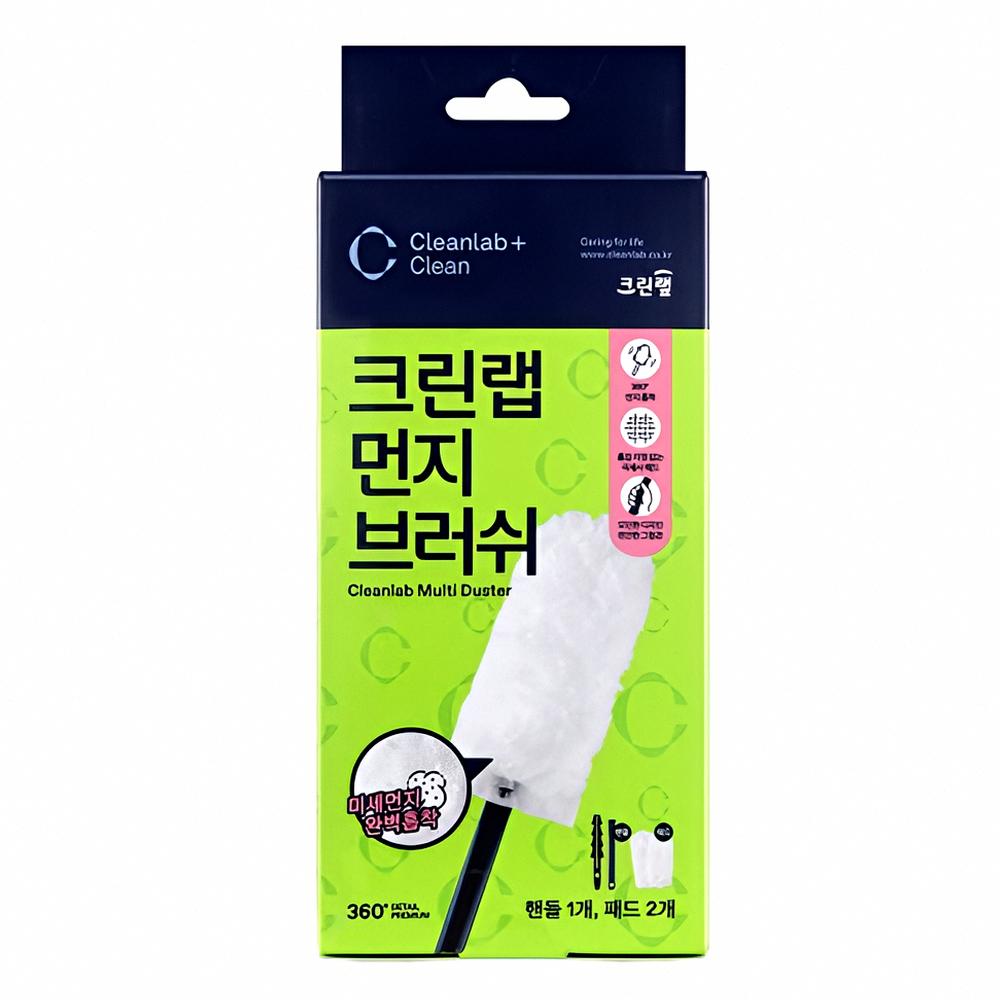 Cleanlab+
Clean
Caring for life
www.cleanlab.co.kr
크린랲
크린랩
먼지
브러쉬
Cleanlab Multi Duster
360°
미세먼지
완벽흡착
360°
핸들 1개, 패드 2개